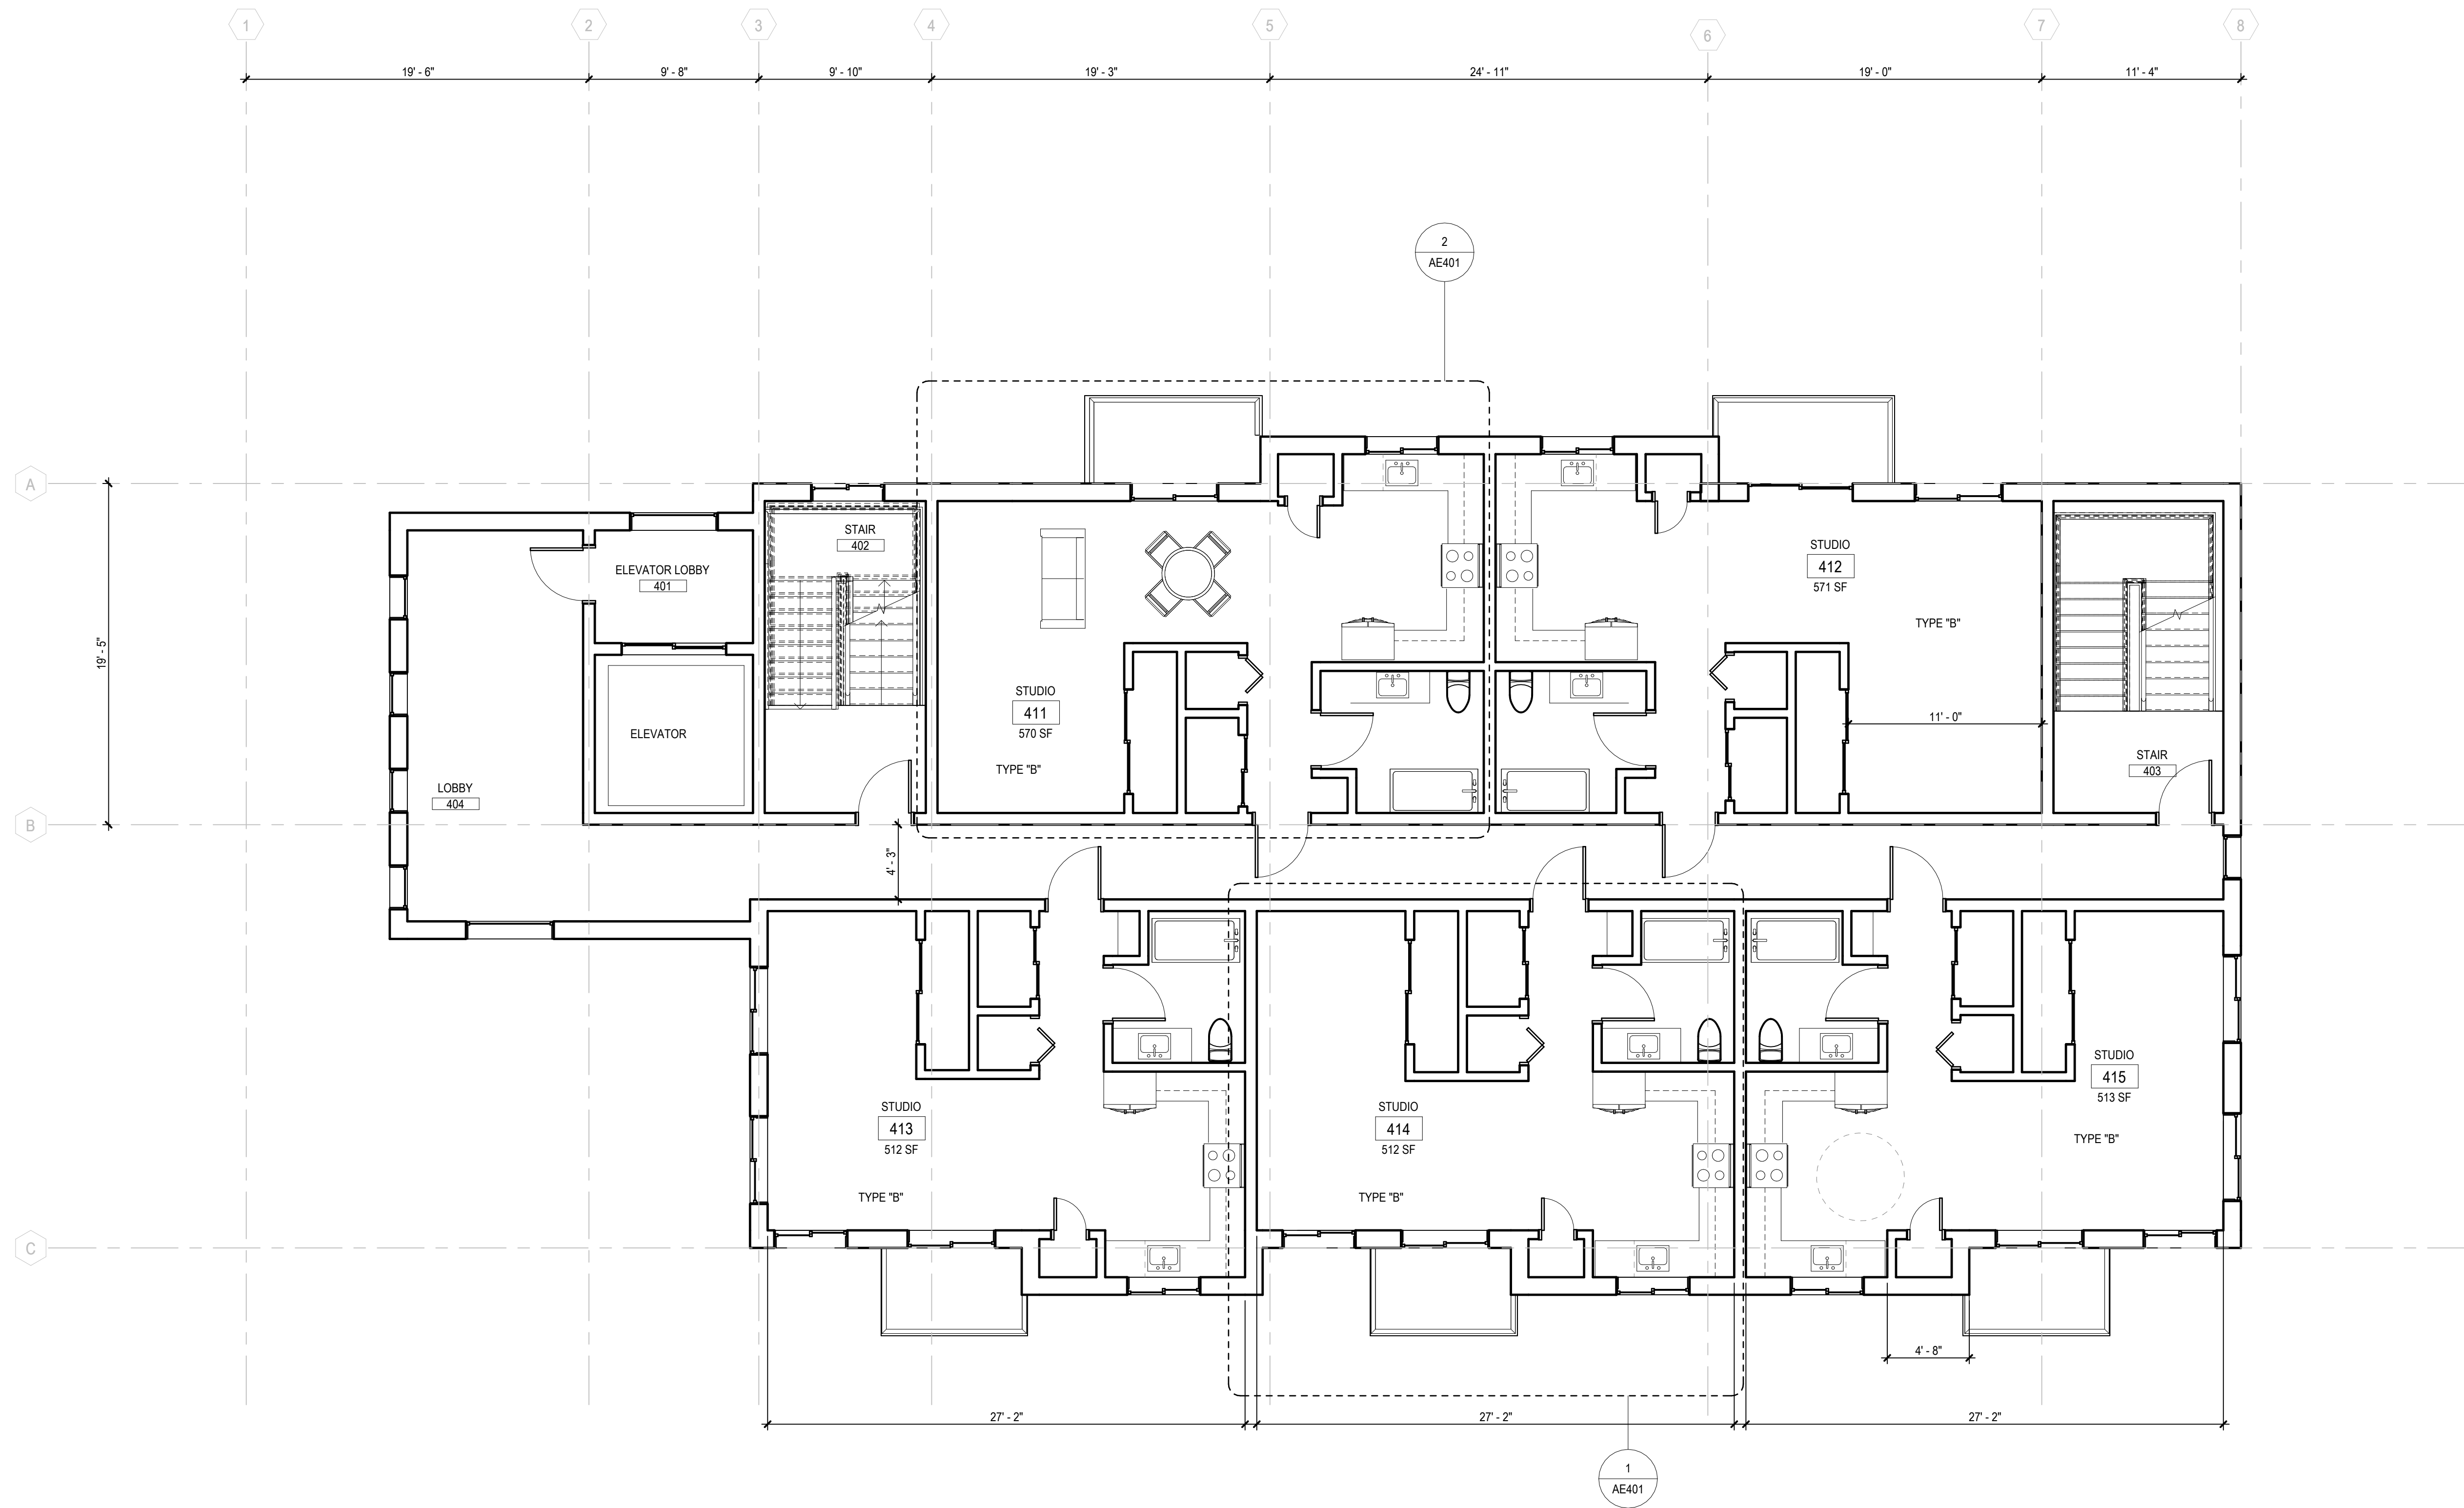 1
2
3
4
5
6
7
8
19' - 6"
9' - 8"
9' - 10"
19' - 3"
24' - 11"
19' - 0"
11' - 4"
2
AE401
A
STAIR
402
ELEVATOR LOBBY
401
STUDIO
412
571 SF
TYPE "B"
19' - 5"
STUDIO
411
570 SF
TYPE "B"
11' - 0"
ELEVATOR
STAIR
403
LOBBY
404
B
4' - 3"
STUDIO
413
512 SF
TYPE "B"
STUDIO
414
512 SF
TYPE "B"
STUDIO
415
513 SF
TYPE "B"
C
4' - 8"
27' - 2"
27' - 2"
27' - 2"
1
AE401